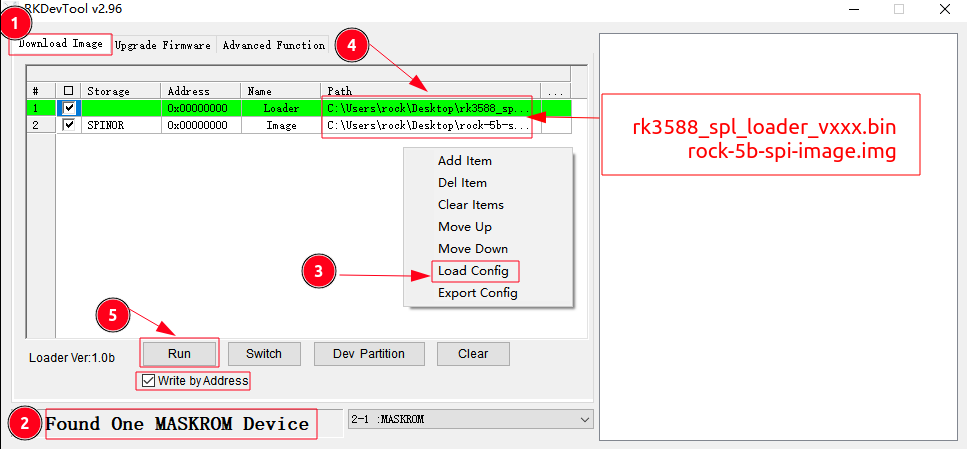 RKDevTool v2.96
1
Download Image Upgrade Firmware Advanced Function
4
# Storage Address Name Path ...
1 0x00000000 Loader C:\Users\rock\Desktop\rk3588_sp...
2 SPINOR 0x00000000 Image C:\Users\rock\Desktop\rock-5b-s...
rk3588_spl_loader_vxxx.bin
rock-5b-spi-image.img
Add Item
Del Item
Clear Items
Move Up
Move Down
3
Load Config
Export Config
5
Loader Ver:1.0b Run Switch Dev Partition Clear
Write by Address
2
Found One MASKROM Device 2-1 :MASKROM